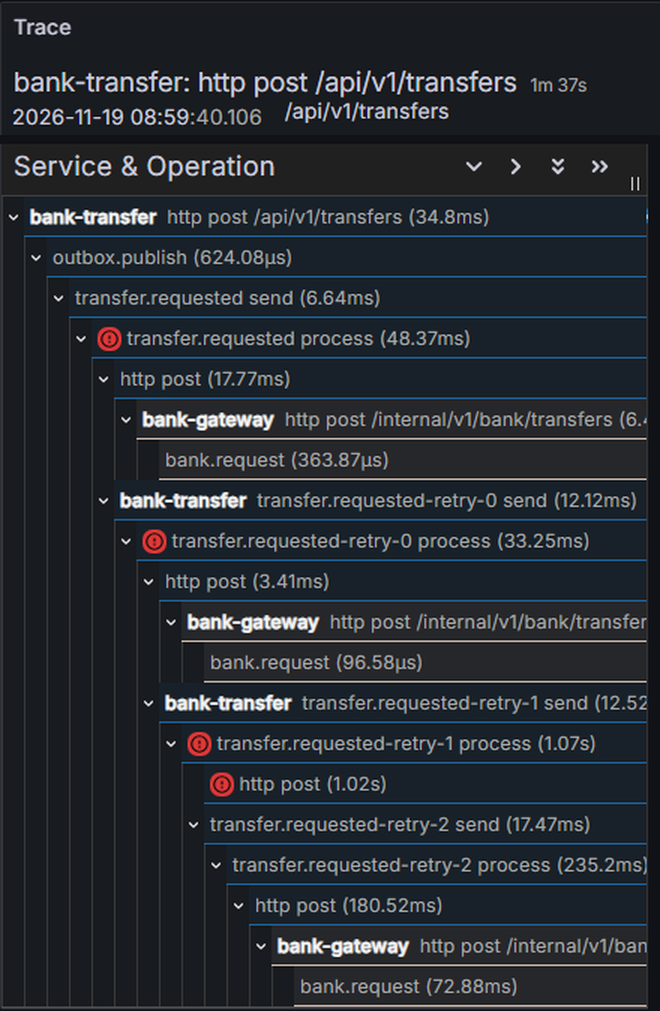 Trace
bank-transfer: http post /api/v1/transfers 1m 37s
2026-11-19 08:59:40.106 /api/v1/transfers
Service & Operation
bank-transfer http post /api/v1/transfers (34.8ms)
outbox.publish (624.08μs)
transfer.requested send (6.64ms)
transfer.requested process (48.37ms)
http post (17.77ms)
bank-gateway http post /internal/v1/bank/transfers (6.
bank.request (363.87μs)
bank-transfer transfer.requested-retry-0 send (12.12ms)
transfer.requested-retry-0 process (33.25ms)
http post (3.41ms)
bank-gateway http post /internal/v1/bank/transfer
bank.request (96.58μs)
bank-transfer transfer.requested-retry-1 send (12.52
transfer.requested-retry-1 process (1.07s)
http post (1.02s)
transfer.requested-retry-2 send (17.47ms)
transfer.requested-retry-2 process (235.2ms)
http post (180.52ms)
bank-gateway http post /internal/v1/ban
bank.request (72.88ms)